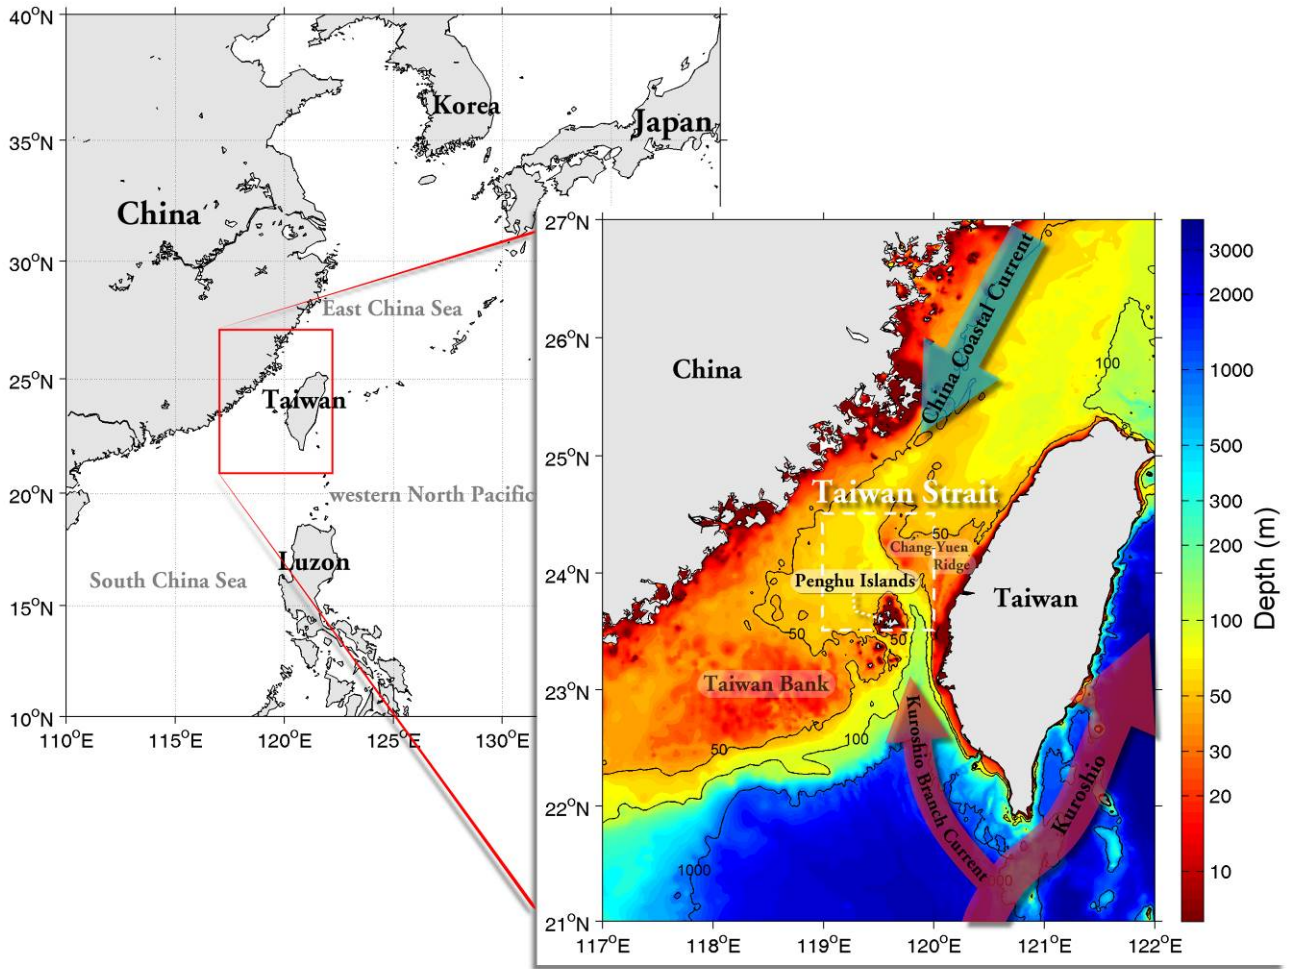 40°N
35°N
30°N
25°N
20°N
15°N
10°N
110°E
115°E
120°E
125°E
130°E
Korea
Japan
China
East China Sea
Taiwan
western North Pacific
Luzon
South China Sea
27°N
26°N
25°N
24°N
23°N
22°N
21°N
117°E
118°E
119°E
120°E
121°E
122°E
China Coastal Current
China
100
Taiwan Strait
50
Chang-Yuen
Ridge
Penghu Islands
Taiwan
50
50
Taiwan Bank
50
100
Kuroshio Branch Current
Kuroshio
1000
3000
2000
1000
500
300
200
100
50
30
20
10
Depth (m)